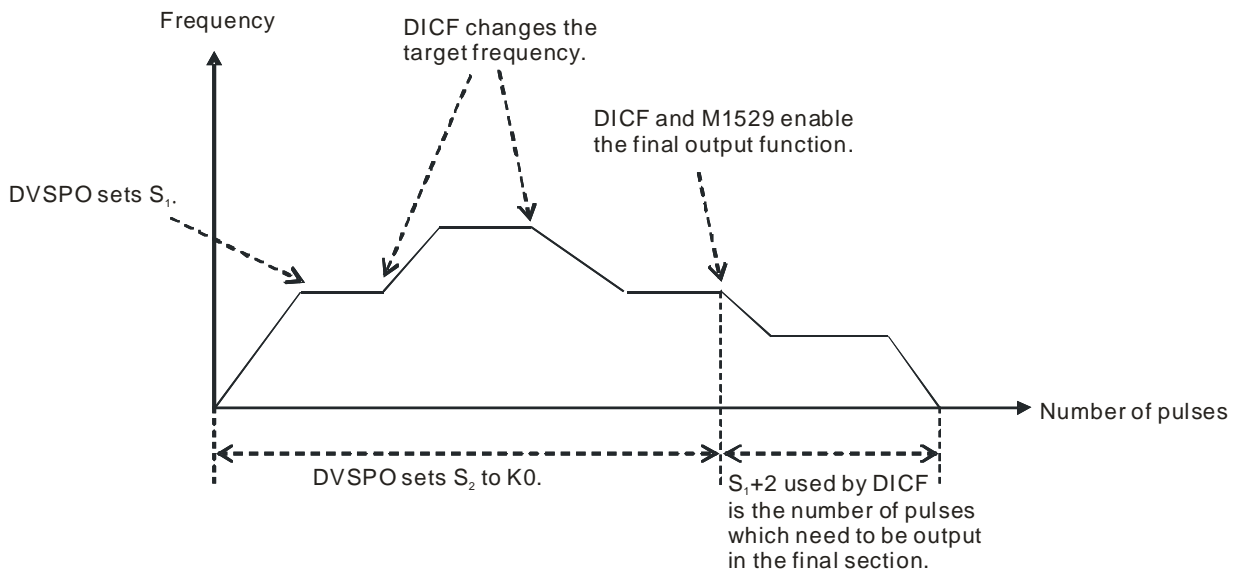 Frequency
DICF changes the
target frequency.
DICF and M1529 enable
the final output function.
DVSPO sets S₁.
Number of pulses
DVSPO sets S₂ to K0.
S₁+2 used by DICF
is the number of pulses
which need to be output
in the final section.